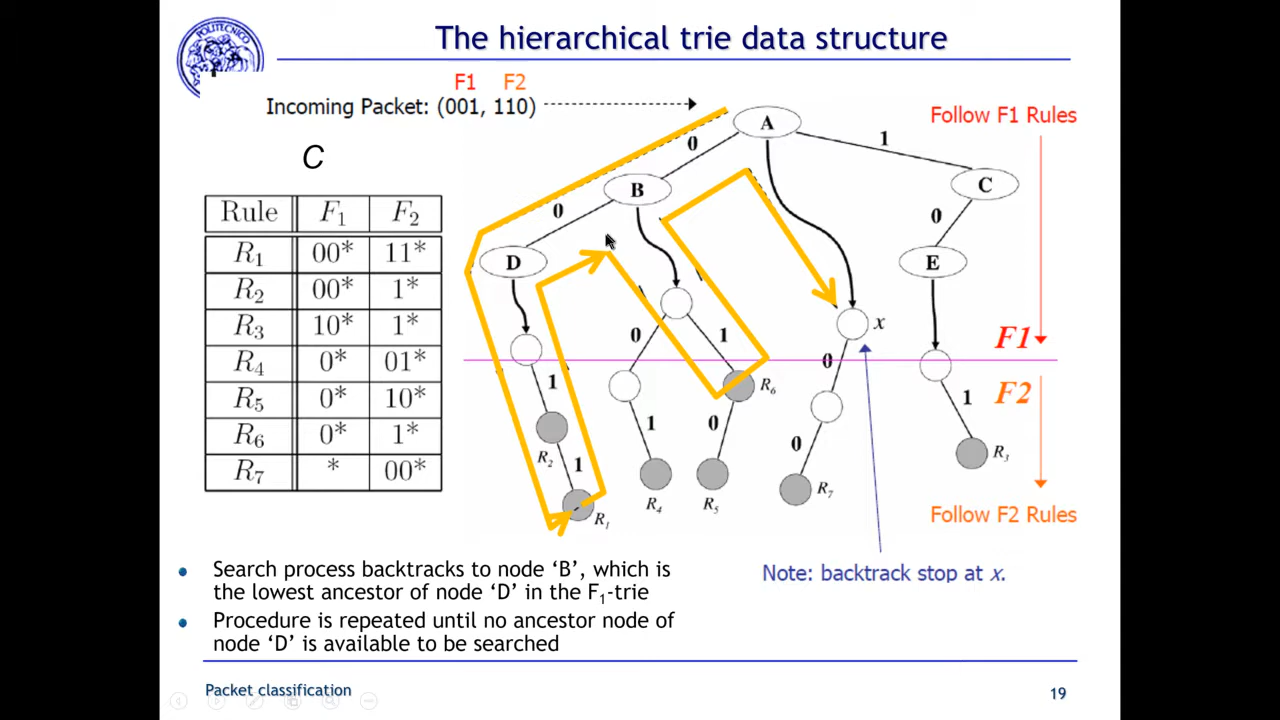 POLITECNICO
The hierarchical trie data structure
F1 F2
Incoming Packet: (001, 110)
C
Rule F1 F2
R1 00* 11*
R2 00* 1*
R3 10* 1*
R4 0* 01*
R5 0* 10*
R6 0* 1*
R7 * 00*
A
Follow F1 Rules
0
1
B
C
0
0
D
E
x
F1
0
1
0
F2
1
R6
1
1
0
0
R2
R3
1
R4
R5
R7
R1
Follow F2 Rules
Note: backtrack stop at x.
• Search process backtracks to node ‘B’, which is
the lowest ancestor of node ‘D’ in the F1-trie
• Procedure is repeated until no ancestor node of
node ‘D’ is available to be searched
Packet classification
19